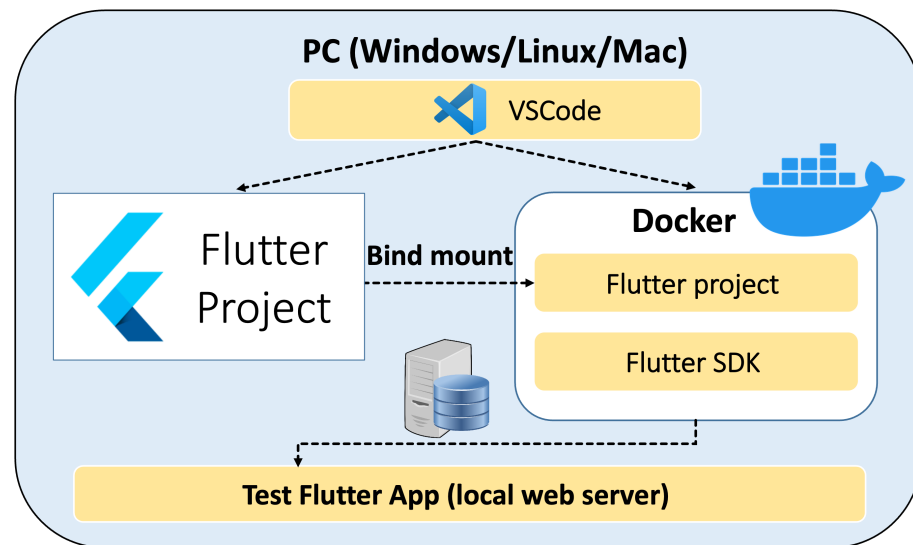 PC (Windows/Linux/Mac)
VSCode
Flutter
Project
Bind mount
Docker
Flutter project
Flutter SDK
Test Flutter App (local web server)